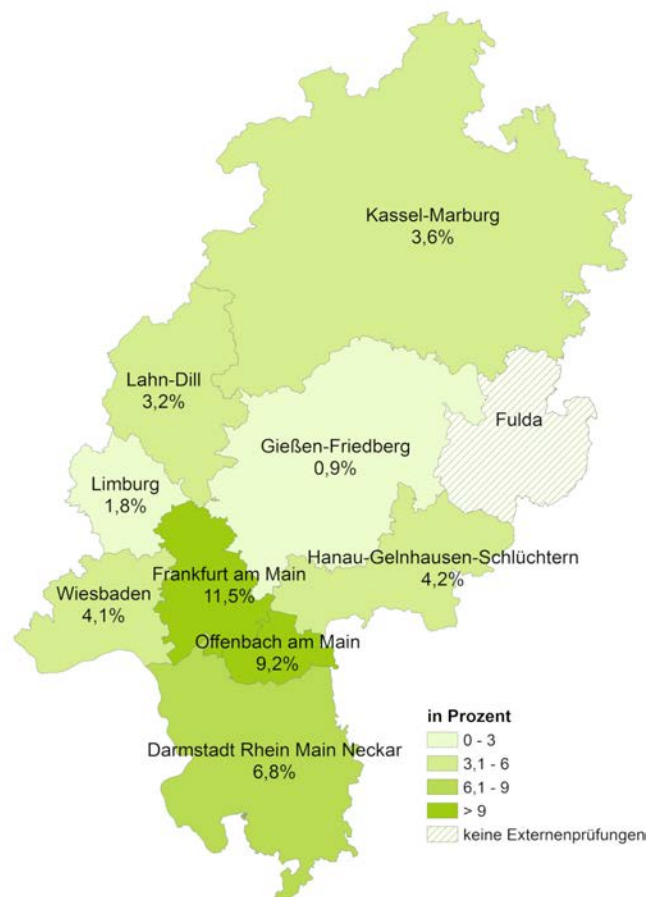 Kassel-Marburg
3,6%
Lahn-Dill
3,2%
Fulda
Gießen-Friedberg
0,9%
Limburg
1,8%
Hanau-Gelnhausen-Schlüchtern
4,2%
Frankfurt am Main
11,5%
Wiesbaden
4,1%
Offenbach am Main
9,2%
Darmstadt Rhein Main Neckar
6,8%
in Prozent
0 - 3
3,1 - 6
6,1 - 9
> 9
keine Externenprüfungen